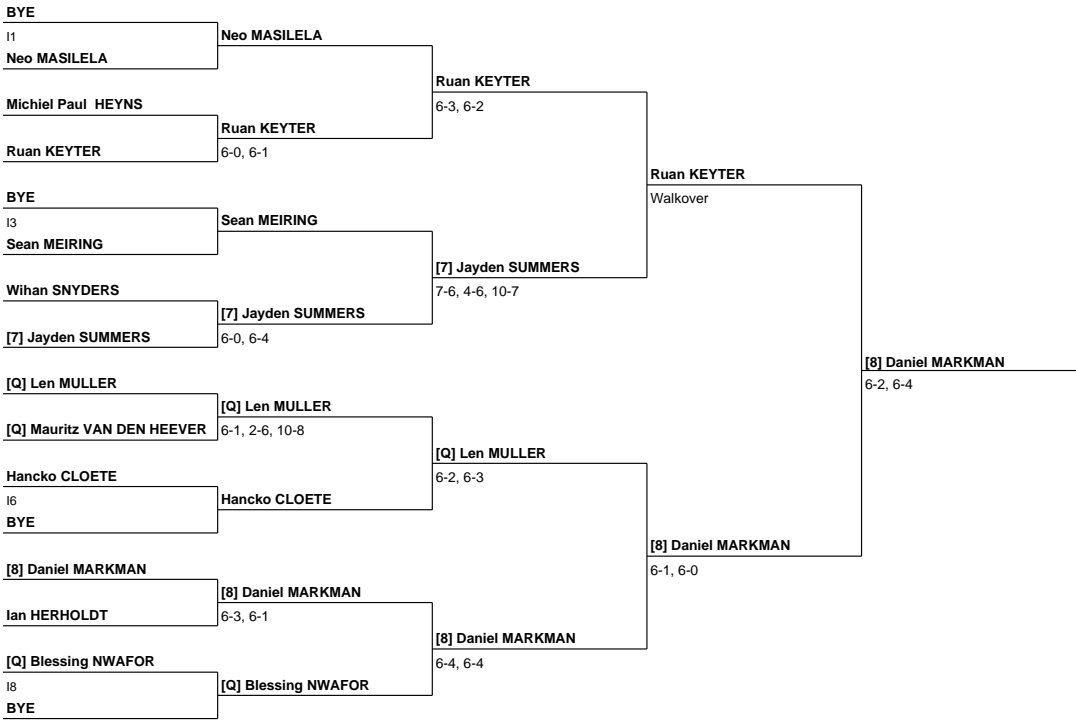 BYE
I1
Neo MASILELA
Michiel Paul  HEYNS
Ruan KEYTER
BYE
I3
Sean MEIRING
Wihan SNYDERS
[7] Jayden SUMMERS
[Q] Len MULLER
[Q] Mauritz VAN DEN HEEVER
Hancko CLOETE
I6
BYE
[8] Daniel MARKMAN
Ian HERHOLDT
[Q] Blessing NWAFOR
I8
BYE
Neo MASILELA
Ruan KEYTER
6-0, 6-1
Sean MEIRING
[7] Jayden SUMMERS
6-0, 6-4
[Q] Len MULLER
6-1, 2-6, 10-8
Hancko CLOETE
[8] Daniel MARKMAN
6-3, 6-1
[Q] Blessing NWAFOR
Ruan KEYTER
6-3, 6-2
[7] Jayden SUMMERS
7-6, 4-6, 10-7
[Q] Len MULLER
6-2, 6-3
[8] Daniel MARKMAN
6-4, 6-4
Ruan KEYTER
Walkover
[8] Daniel MARKMAN
6-1, 6-0
[8] Daniel MARKMAN
6-2, 6-4